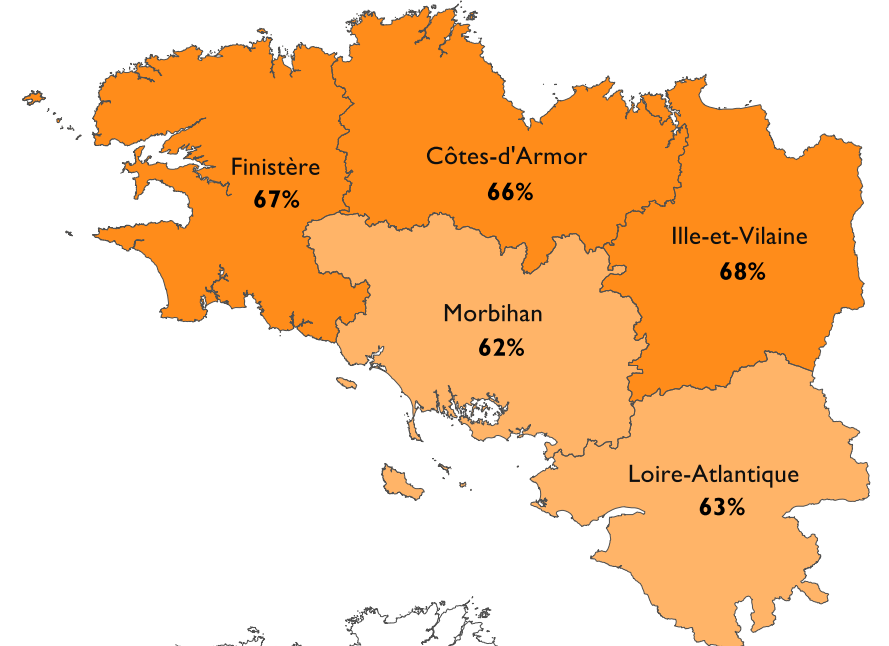 Finistère
67%
Côtes-d'Armor
66%
Ille-et-Vilaine
68%
Morbihan
62%
Loire-Atlantique
63%